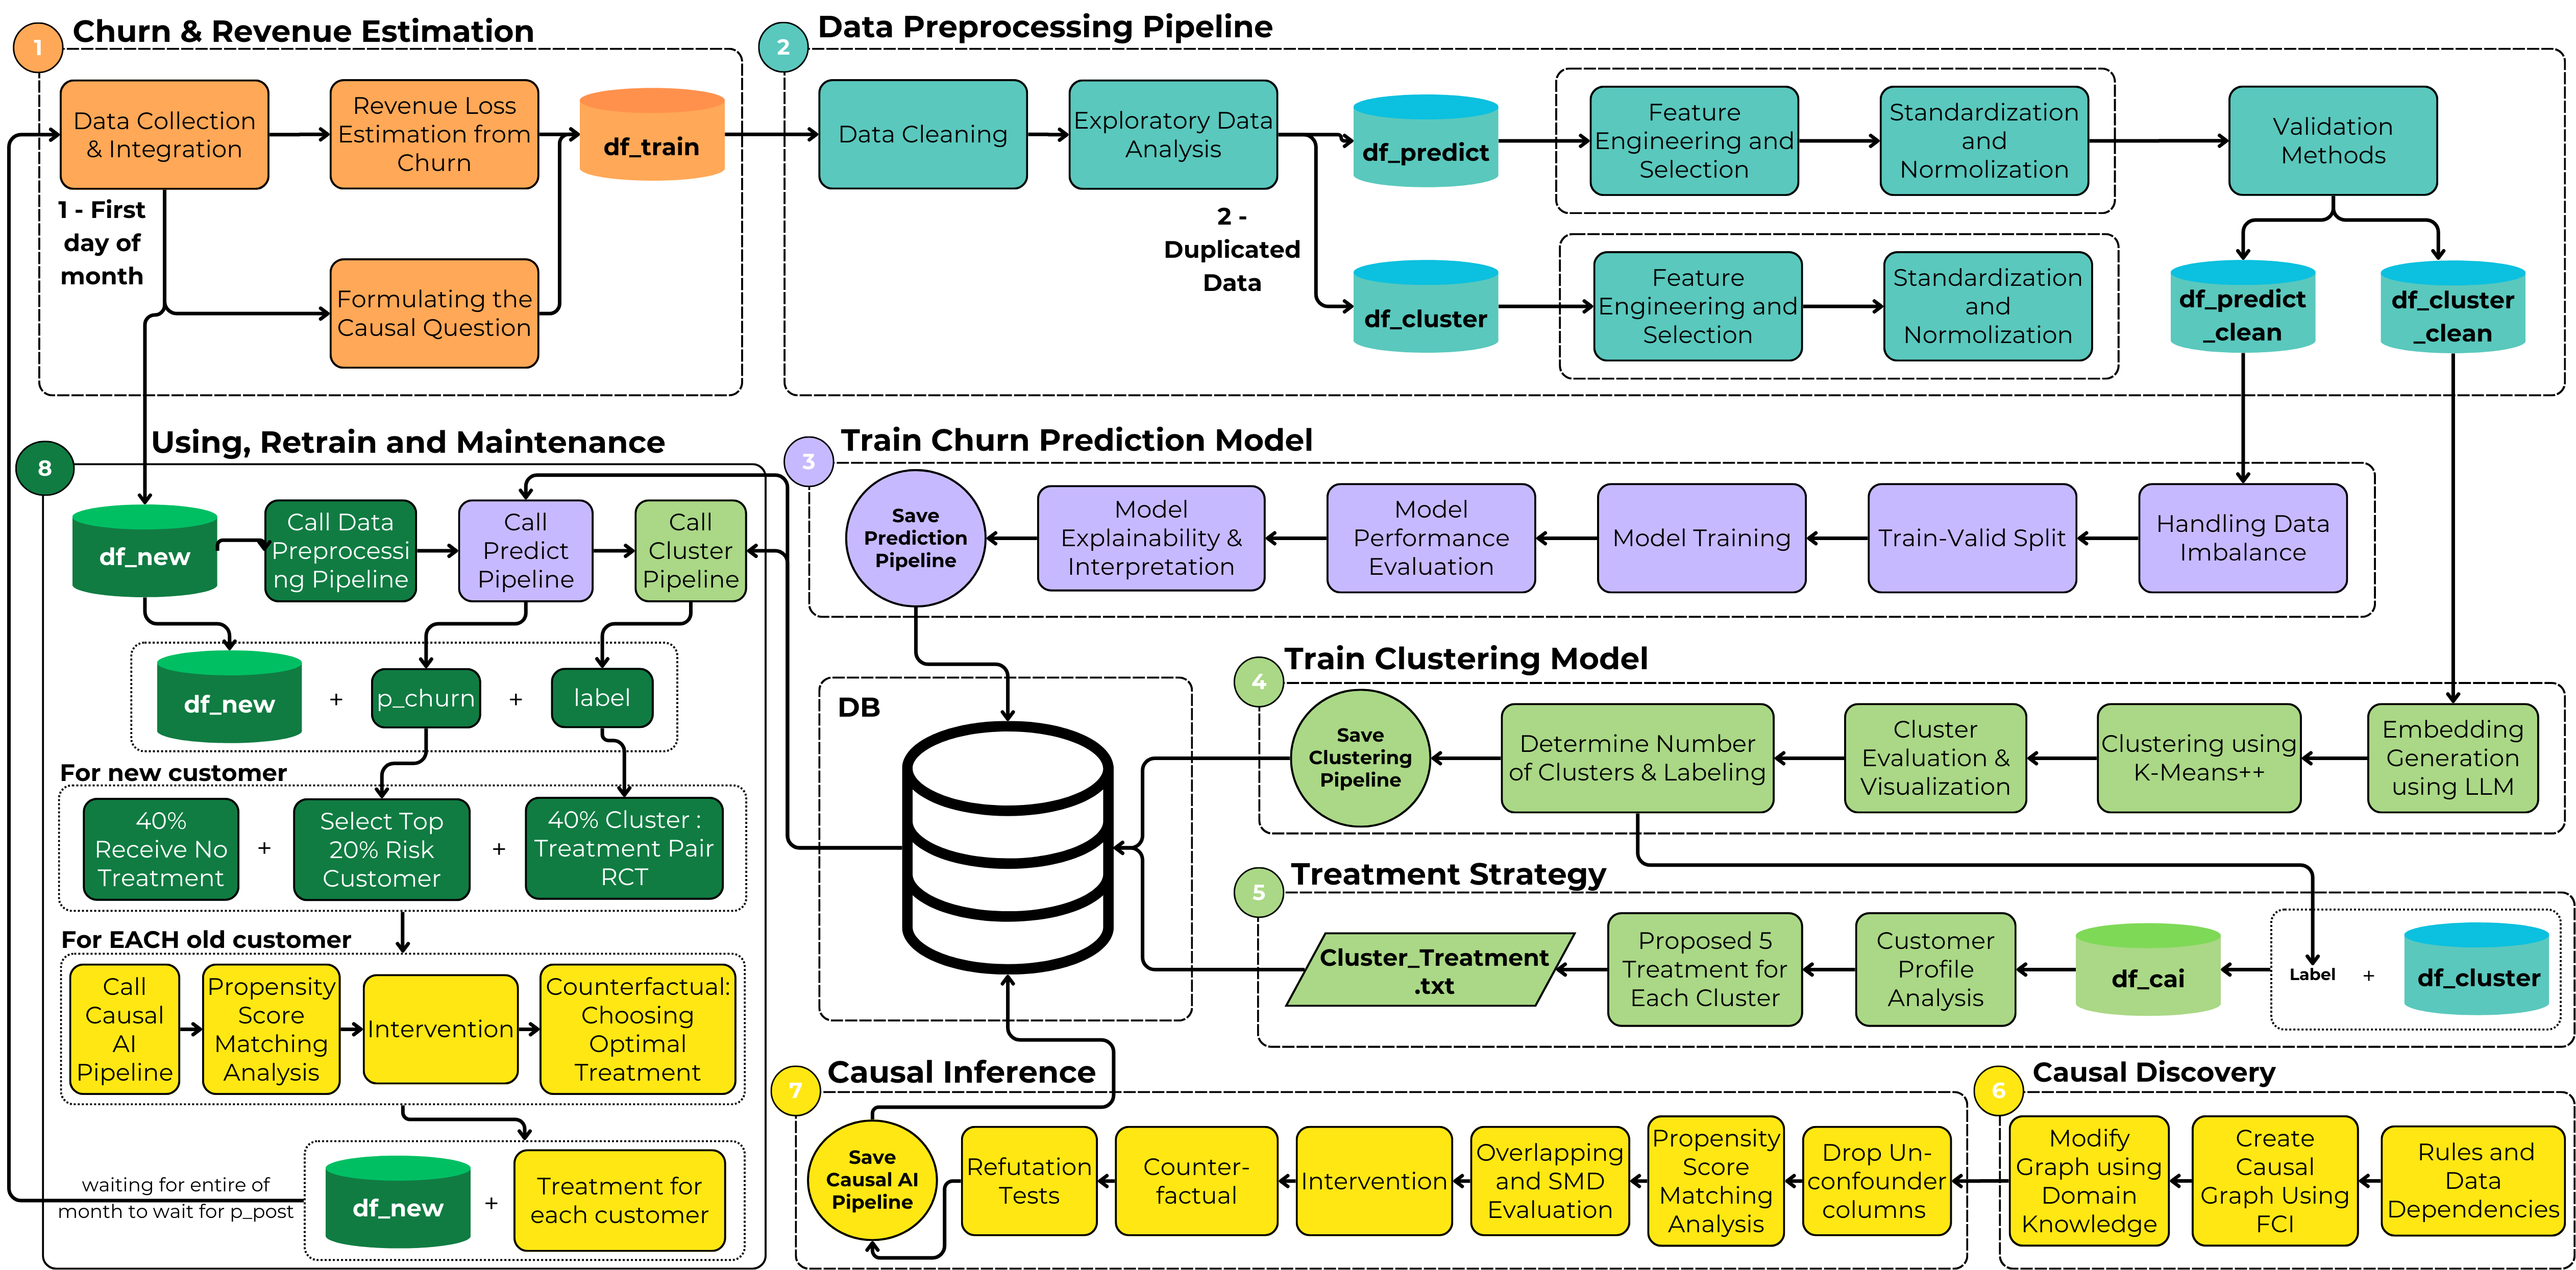 1
Churn & Revenue Estimation
Data Collection
& Integration
Revenue Loss
Estimation from
Churn
df_train
1 - First
day of
month
Formulating the
Causal Question
2
Data Preprocessing Pipeline
Data Cleaning
Exploratory Data
Analysis
2 -
Duplicated
Data
df_predict
Feature
Engineering and
Selection
Standardization
and
Normolization
Validation
Methods
df_cluster
Feature
Engineering and
Selection
Standardization
and
Normolization
df_predict
_clean
df_cluster
_clean
3
Train Churn Prediction Model
Save
Prediction
Pipeline
Model
Explainability &
Interpretation
Model
Performance
Evaluation
Model Training
Train-Valid Split
Handling Data
Imbalance
DB
4
Train Clustering Model
Save
Clustering
Pipeline
Determine Number
of Clusters & Labeling
Cluster
Evaluation &
Visualization
Clustering using
K-Means++
Embedding
Generation
using LLM
5
Treatment Strategy
Cluster_Treatment
.txt
Proposed 5
Treatment for
Each Cluster
Customer
Profile
Analysis
df_cai
Label
+
df_cluster
6
Causal Discovery
Modify
Graph using
Domain
Knowledge
Create
Causal
Graph Using
FCI
Rules and
Data
Dependencies
7
Causal Inference
Save
Causal AI
Pipeline
Refutation
Tests
Counter-
factual
Intervention
Overlapping
and SMD
Evaluation
Propensity
Score
Matching
Analysis
Drop Un-
confounder
columns
8
Using, Retrain and Maintenance
df_new
Call Data
Preprocessi
ng Pipeline
Call
Predict
Pipeline
Call
Cluster
Pipeline
df_new
+
p_churn
+
label
For new customer
40%
Receive No
Treatment
+
Select Top
20% Risk
Customer
+
40% Cluster :
Treatment Pair
RCT
For EACH old customer
Call
Causal
AI
Pipeline
Propensity
Score
Matching
Analysis
Intervention
Counterfactual:
Choosing
Optimal
Treatment
waiting for entire of
month to wait for p_post
df_new
+
Treatment for
each customer